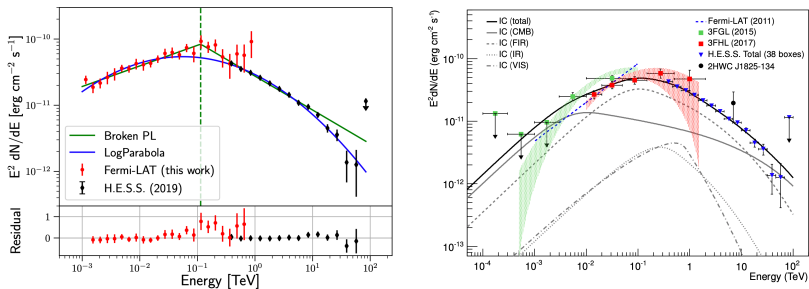 E² dN/dE [erg cm⁻² s⁻¹]
10⁻¹⁰
10⁻¹¹
10⁻¹²
Broken PL
LogParabola
Fermi-LAT (this work)
H.E.S.S. (2019)
Residual
1
0
10⁻³ 10⁻² 10⁻¹ 10⁰ 10¹ 10²
Energy [TeV]
IC (total)
IC (CMB)
IC (FIR)
IC (IR)
IC (VIS)
Fermi-LAT (2011)
3FGL (2015)
3FHL (2017)
H.E.S.S. Total (38 boxes)
2HWC J1825-134
E²dN/dE (erg cm⁻² s⁻¹)
10⁻¹⁰
10⁻¹¹
10⁻¹²
10⁻¹³
10⁻⁴ 10⁻³ 10⁻² 10⁻¹ 1 10 10²
Energy (TeV)